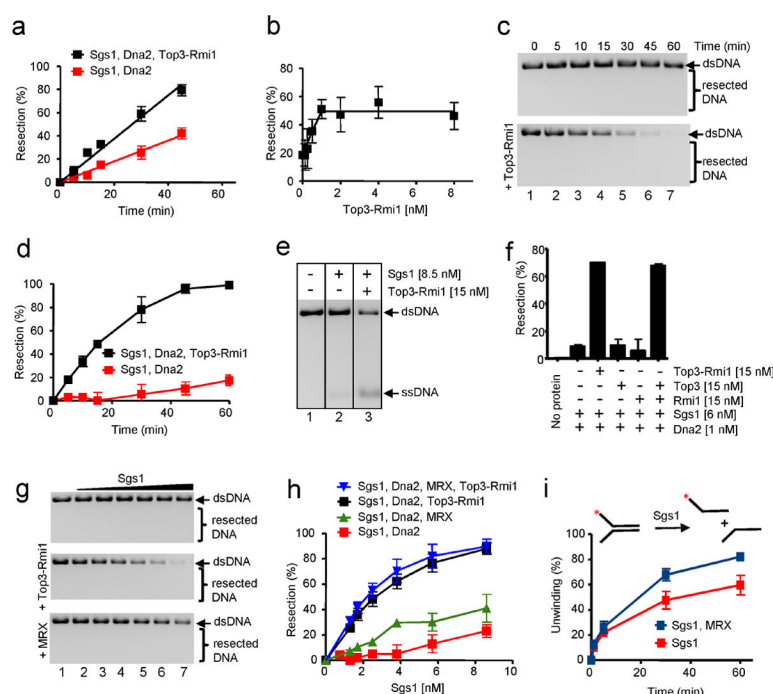 a
Sgs1, Dna2, Top3-Rmi1
Sgs1, Dna2
Resection (%)
100
80
60
40
20
0
0 20 40 60
Time (min)
b
Resection (%)
80
60
40
20
0
0 2 4 6 8
Top3-Rmi1 [nM]
c
0 5 10 15 30 45 60 Time (min)
dsDNA
resected
DNA
+ Top3-Rmi1
dsDNA
resected
DNA
1 2 3 4 5 6 7
d
Resection (%)
100
80
60
40
20
0
Sgs1, Dna2, Top3-Rmi1
Sgs1, Dna2
0 20 40 60
Time (min)
e
- + + Sgs1 [8.5 nM]
- - + Top3-Rmi1 [15 nM]
dsDNA
ssDNA
1 2 3
f
Resection (%)
80
60
40
20
0
No protein
- + - - - Top3-Rmi1 [15 nM]
- - + - + Top3 [15 nM]
- - - + + Rmi1 [15 nM]
+ + + + + Sgs1 [6 nM]
+ + + + + Dna2 [1 nM]
g
Sgs1
dsDNA
resected
DNA
+ Top3-Rmi1
dsDNA
resected
DNA
+ MRX
dsDNA
resected
DNA
1 2 3 4 5 6 7
h
Sgs1, Dna2, MRX, Top3-Rmi1
Sgs1, Dna2, Top3-Rmi1
Sgs1, Dna2, MRX
Sgs1, Dna2
Resection (%)
100
80
60
40
20
0
0 2 4 6 8 10
Sgs1 [nM]
i
Sgs1
+
Unwinding (%)
100
80
60
40
20
0
Sgs1, MRX
Sgs1
0 20 40 60
Time (min)